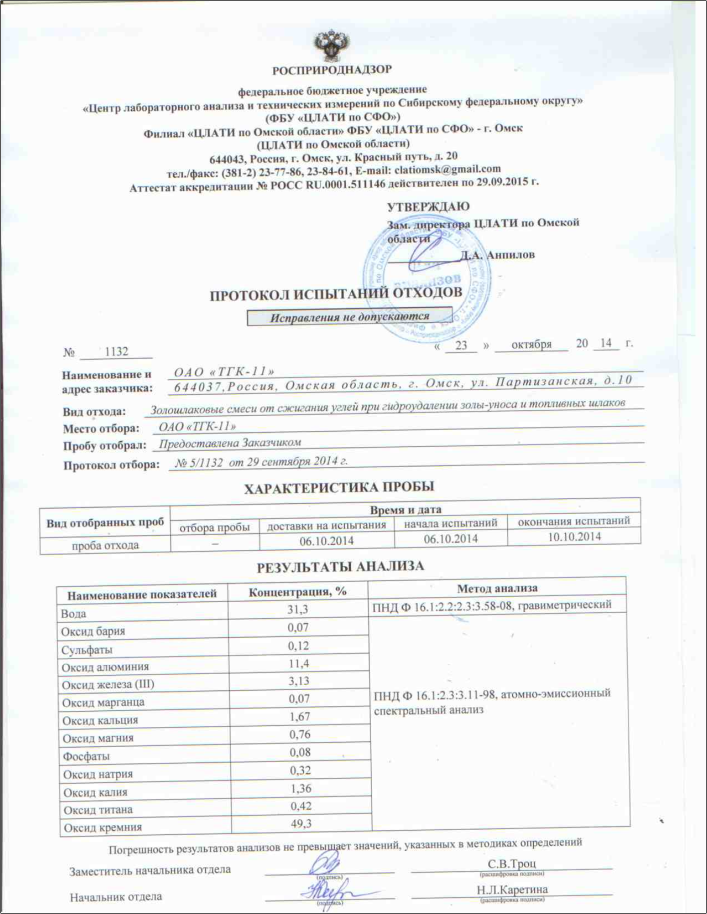 РОСПРИРОДНАДЗОР
федеральное бюджетное учреждение
«Центр лабораторного анализа и технических измерений по Сибирскому федеральному округу»
(ФБУ «ЦЛАТИ по СФО»)
Филиал «ЦЛАТИ по Омской области» ФБУ «ЦЛАТИ по СФО» - г. Омск
(ЦЛАТИ по Омской области)
644043, Россия, г. Омск, ул. Красный путь, д. 20
тел./факс: (381-2) 23-77-86, 23-84-61, E-mail: clatiomsk@gmail.com
Аттестат аккредитации № РОСС RU.0001.511146 действителен по 29.09.2015 г.
УТВЕРЖДАЮ
Зам. директора ЦЛАТИ по Омской
области
Д.А. Анпилов
ПРОТОКОЛ ИСПЫТАНИЙ ОТХОДОВ
Исправления не допускаются
№ 1132 « 23 » октября 20 14 г.
Наименование и ОАО «ТГК-11»
адрес заказчика: 644037,Россия, Омская область, г. Омск, ул. Партизанская, д.10
Вид отхода: Золошлаковые смеси от сжигания углей при гидроудалении золы-уноса и топливных шлаков
Место отбора: ОАО «ТГК-11»
Пробу отобрал: Предоставлена Заказчиком
Протокол отбора: № 5/1132 от 29 сентября 2014 г.
ХАРАКТЕРИСТИКА ПРОБЫ
Вид отобранных проб Время и дата
отбора пробы доставки на испытания начала испытаний окончания испытаний
проба отхода – 06.10.2014 06.10.2014 10.10.2014
РЕЗУЛЬТАТЫ АНАЛИЗА
Наименование показателей Концентрация, % Метод анализа
Вода 31,3 ПНД Ф 16.1:2.2:2.3:3.58-08, гравиметрический
Оксид бария 0,07
Сульфаты 0,12
Оксид алюминия 11,4
Оксид железа (III) 3,13
Оксид марганца 0,07 ПНД Ф 16.1:2.3:3.11-98, атомно-эмиссионный
Оксид кальция 1,67 спектральный анализ
Оксид магния 0,76
Фосфаты 0,08
Оксид натрия 0,32
Оксид калия 1,36
Оксид титана 0,42
Оксид кремния 49,3
Погрешность результатов анализов не превышает значений, указанных в методиках определений
Заместитель начальника отдела С.В.Троц
(подпись) (расшифровка подписи)
Начальник отдела Н.Л.Каретина
(подпись) (расшифровка подписи)